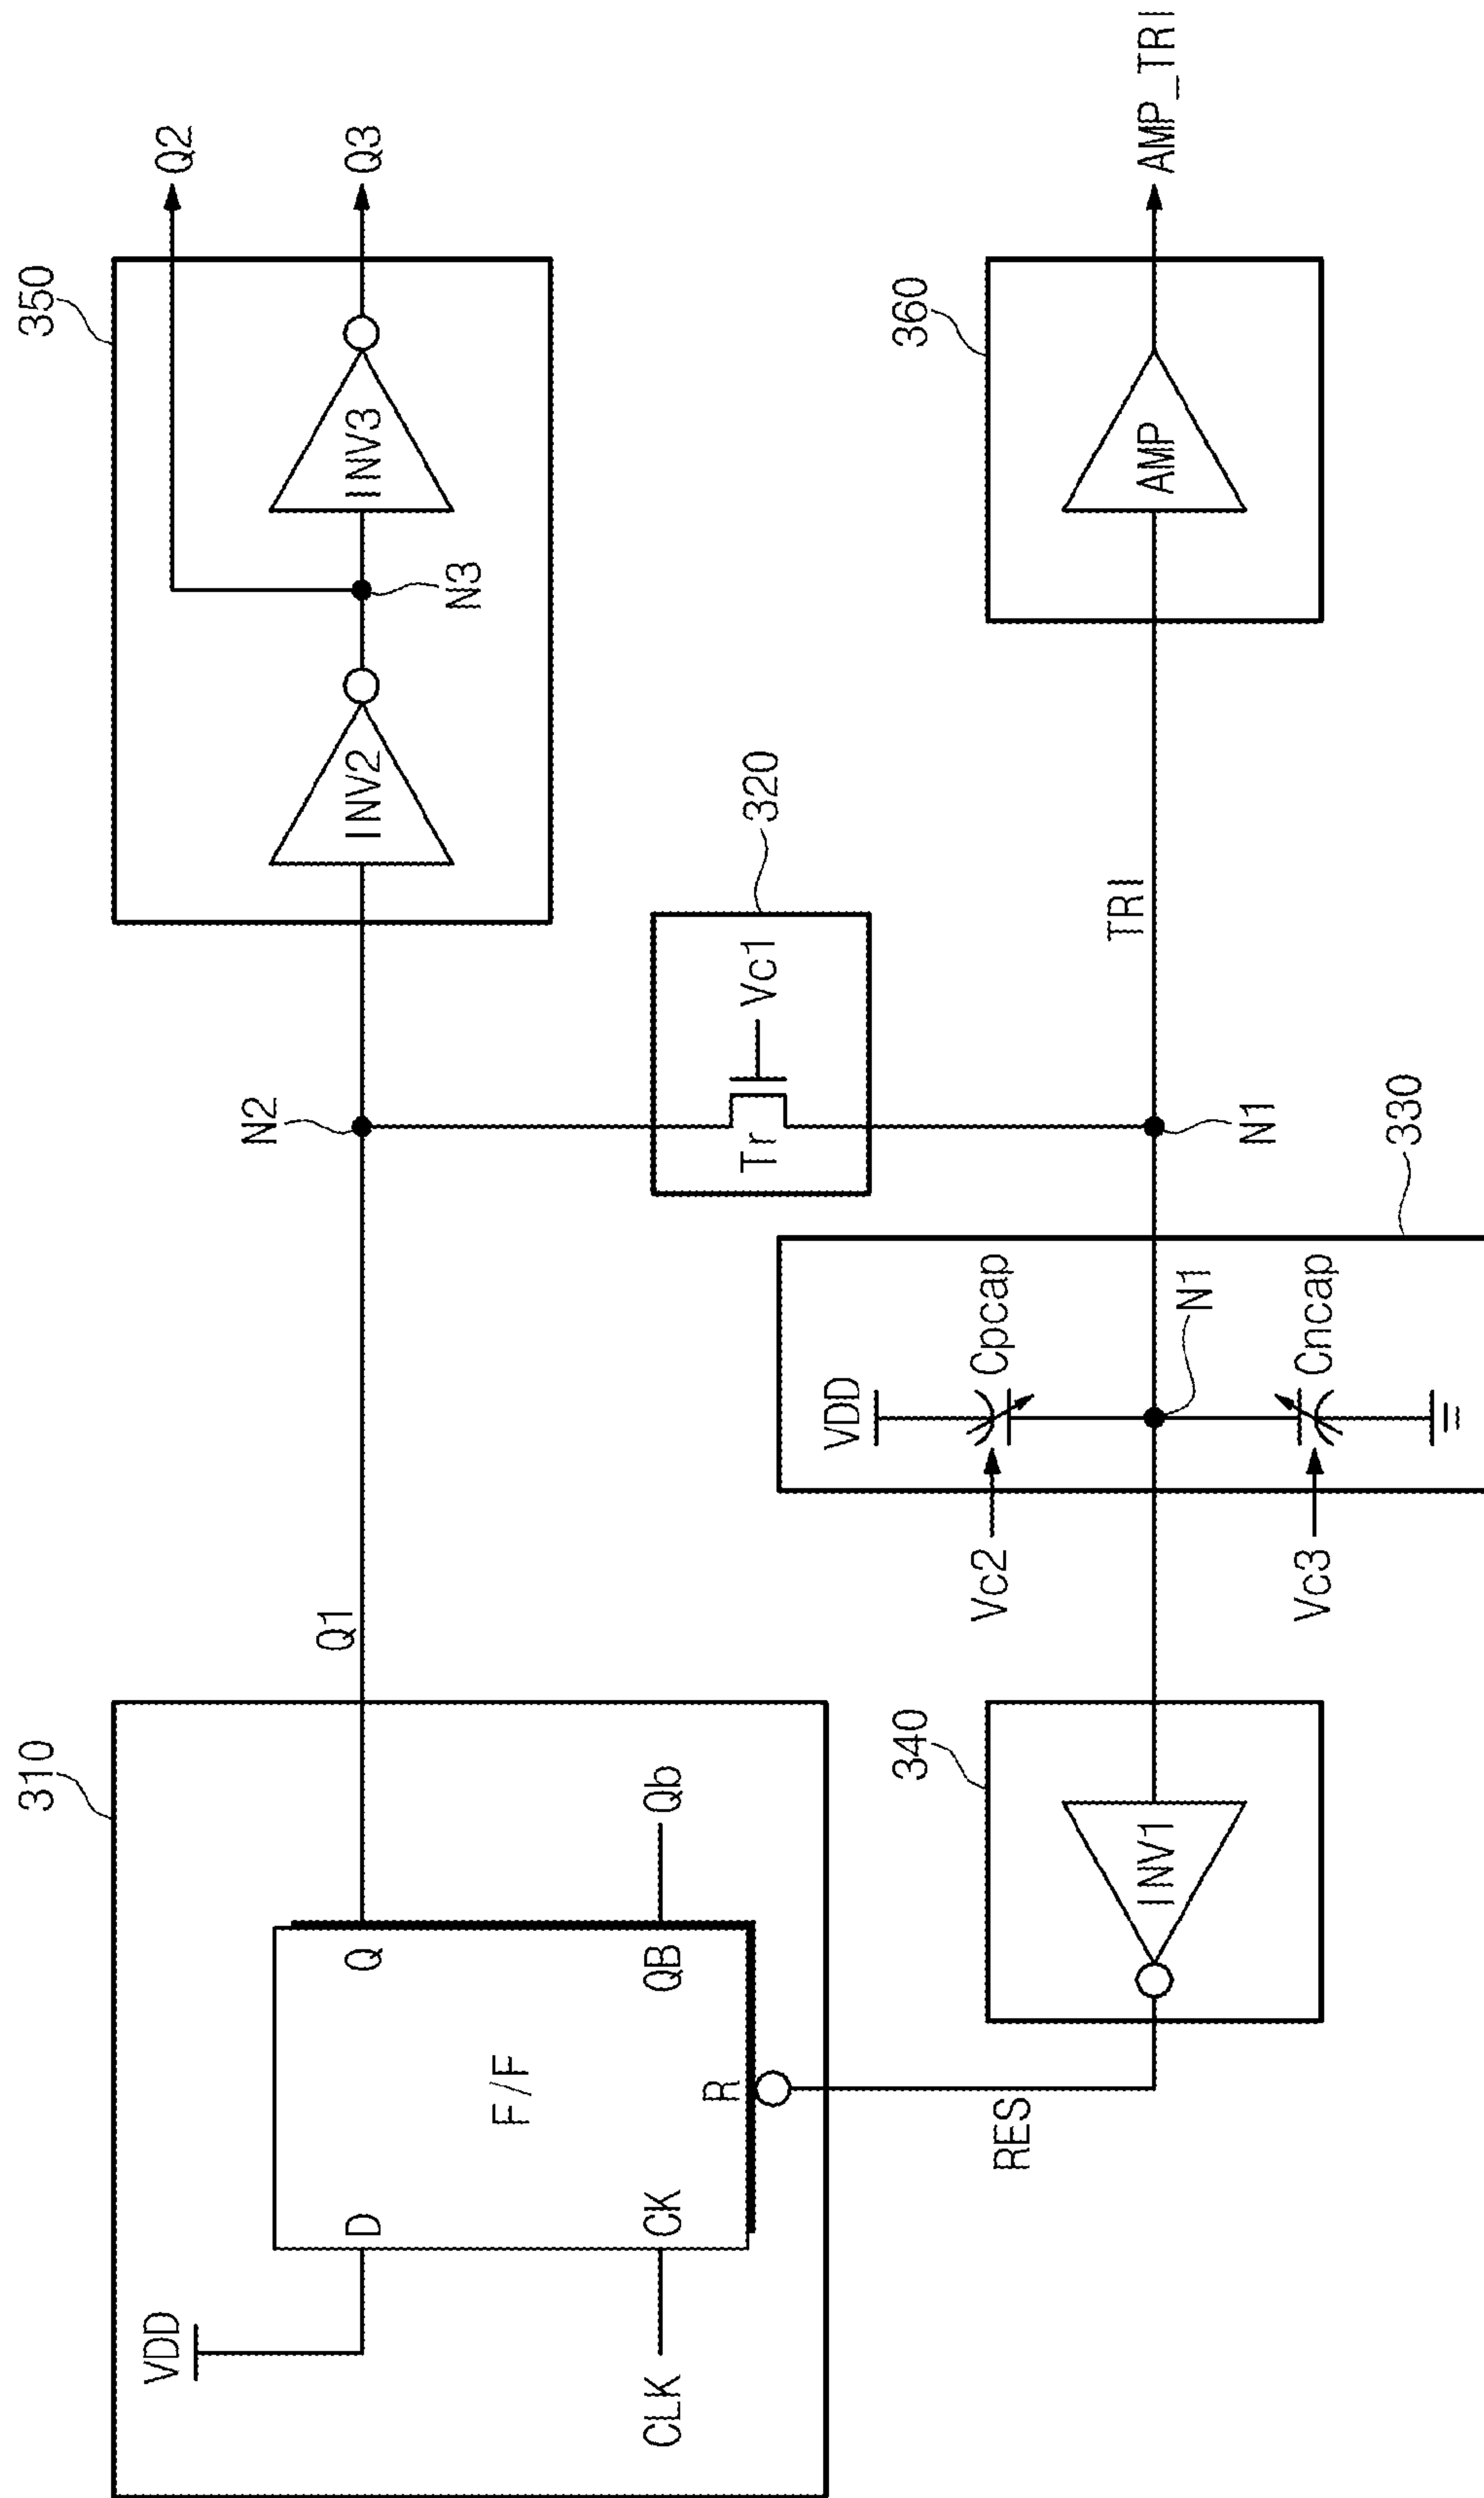 310
VDD
D
Q
F/F
CK
QB
R
CLK
Qb
Q1
N2
350
INV2
N3
INV3
Q2
Q3
320
Tr
Vc1
RES
340
INV1
Vc2
Vc3
VDD
Cpcap
N1
Cncap
330
N1
TRI
360
AMP
AMP_TRI